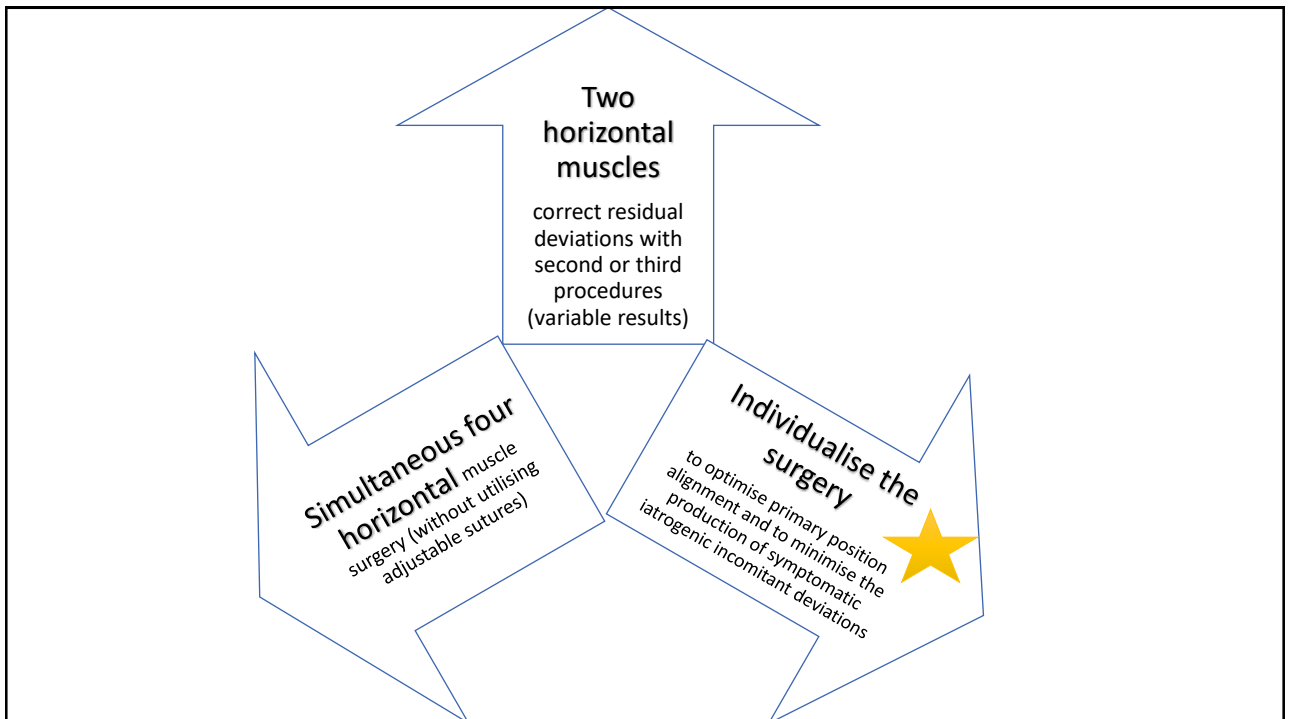 Two
horizontal
muscles
correct residual
deviations with
second or third
procedures
(variable results)
Simultaneous four
horizontal muscle
surgery (without utilising
adjustable sutures)
Individualise the
surgery
to optimise primary position
alignment and to minimise the
production of symptomatic
iatrogenic incomitant deviations